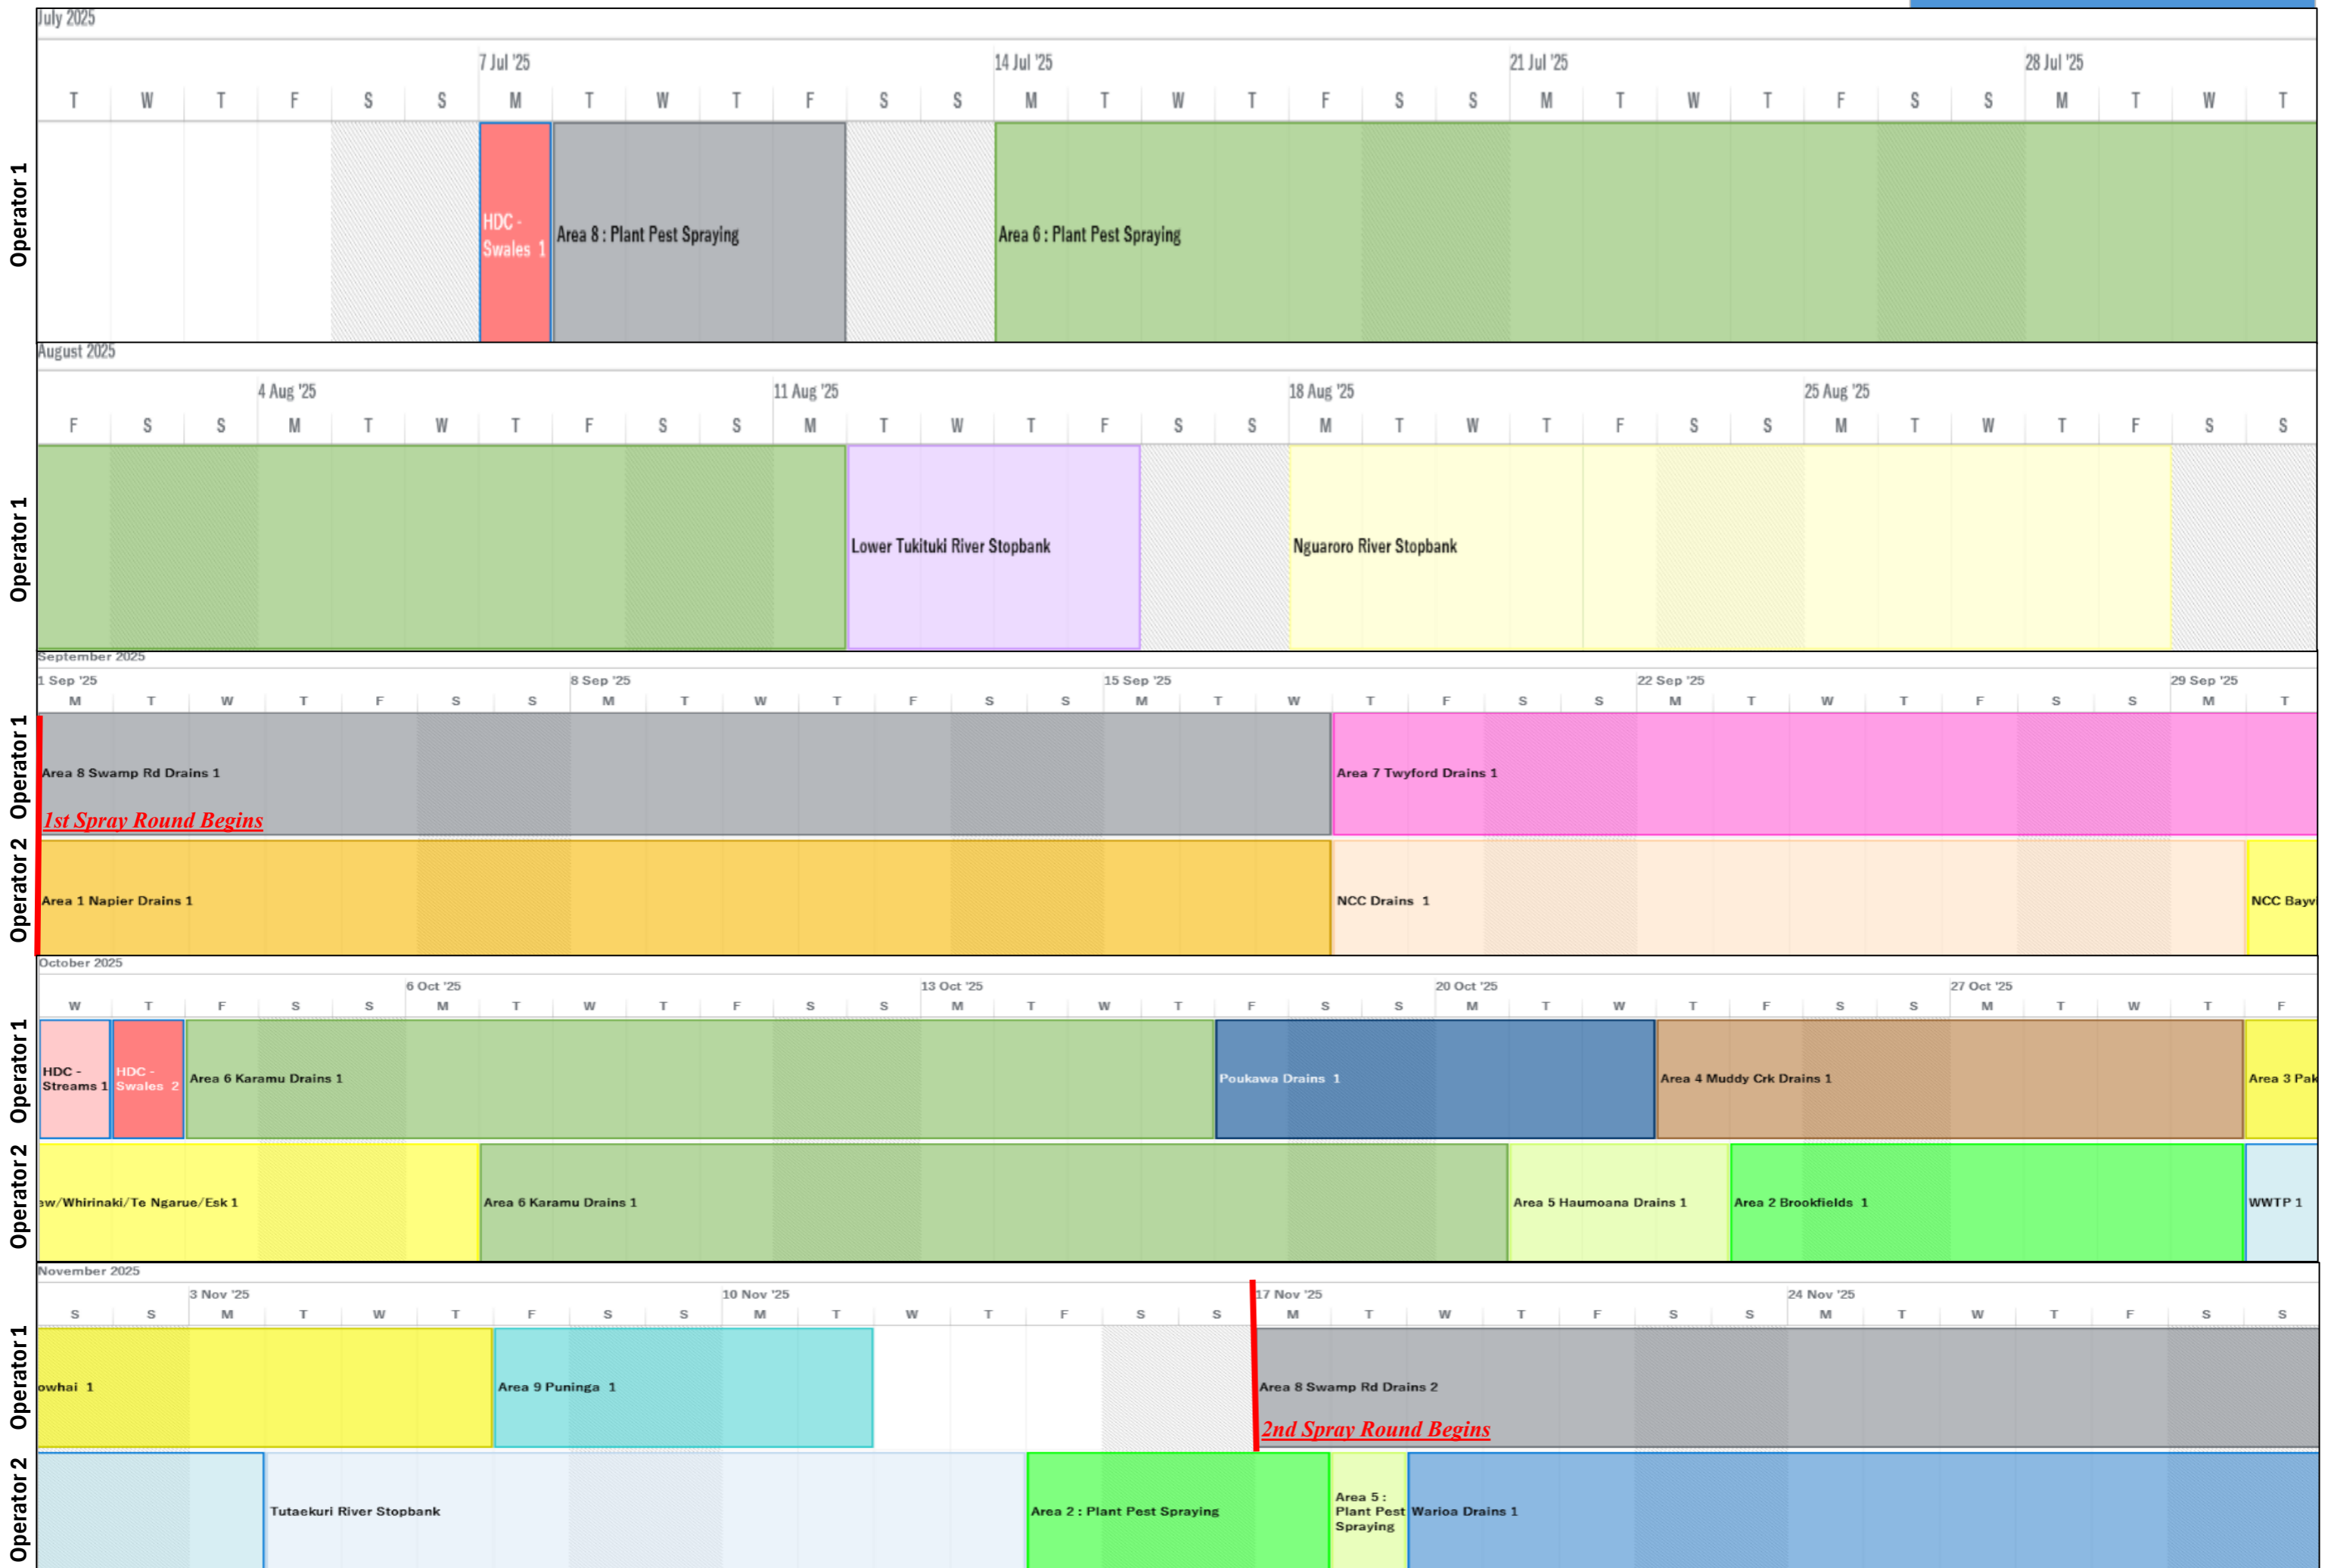 July 2025
7 Jul '25 14 Jul '25 21 Jul '25 28 Jul '25
T W T F S S M T W T F S S M T W T F S S M T W T F S S M T W T
Operator 1
HDC -
Swales 1
Area 8 : Plant Pest Spraying
Area 6 : Plant Pest Spraying
August 2025
4 Aug '25 11 Aug '25 18 Aug '25 25 Aug '25
F S S M T W T F S S M T W T F S S M T W T F S S M T W T F S S
Operator 1
Lower Tukituki River Stopbank
Nguaroro River Stopbank
September 2025
1 Sep '25 8 Sep '25 15 Sep '25 22 Sep '25 29 Sep '25
M T W T F S S M T W T F S S M T W T F S S M T W T F S S M T
Operator 1
Area 8 Swamp Rd Drains 1
Area 7 Twyford Drains 1
1st Spray Round Begins
Operator 2
Area 1 Napier Drains 1
NCC Drains 1
NCC Bayv
October 2025
6 Oct '25 13 Oct '25 20 Oct '25 27 Oct '25
W T F S S M T W T F S S M T W T F S S M T W T F S S M T W T F
Operator 1
HDC -
Streams 1
HDC -
Swales 2
Area 6 Karamu Drains 1
Poukawa Drains 1
Area 4 Muddy Crk Drains 1
Area 3 Pak
Operator 2
ew/Whirinaki/Te Ngarue/Esk 1
Area 6 Karamu Drains 1
Area 5 Haumoana Drains 1
Area 2 Brookfields 1
WWTP 1
November 2025
3 Nov '25 10 Nov '25 17 Nov '25 24 Nov '25
S S M T W T F S S M T W T F S S M T W T F S S M T W T F S S
Operator 1
owhai 1
Area 9 Puninga 1
Area 8 Swamp Rd Drains 2
2nd Spray Round Begins
Operator 2
Tutaekuri River Stopbank
Area 2 : Plant Pest Spraying
Area 5 :
Plant Pest
Spraying
Warioa Drains 1